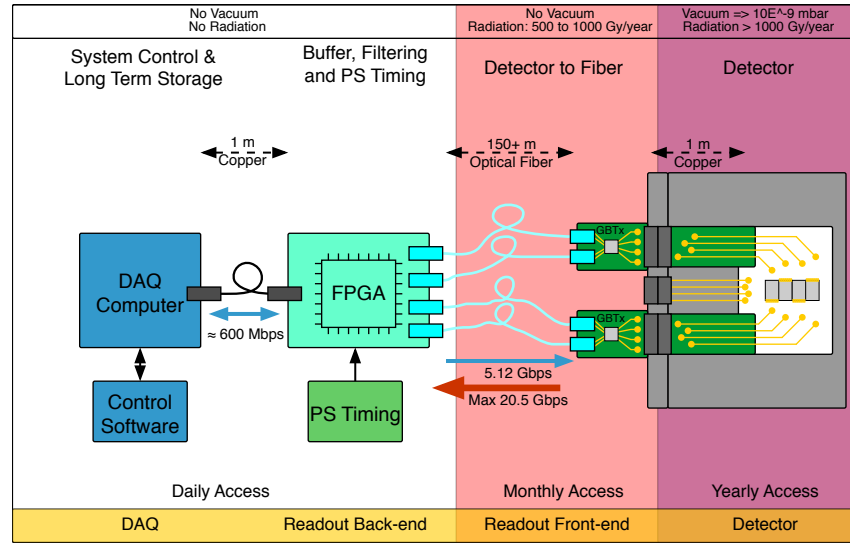 No Vacuum
No Radiation
No Vacuum
Radiation: 500 to 1000 Gy/year
Vacuum => 10E^-9 mbar
Radiation > 1000 Gy/year
System Control &
Long Term Storage
Buffer, Filtering
and PS Timing
Detector to Fiber
Detector
1 m
Copper
150+ m
Optical Fiber
1 m
Copper
GBTx
DAQ
Computer
FPGA
≈ 600 Mbps
GBTx
5.12 Gbps
Max 20.5 Gbps
Control
Software
PS Timing
Daily Access
Monthly Access
Yearly Access
DAQ
Readout Back-end
Readout Front-end
Detector